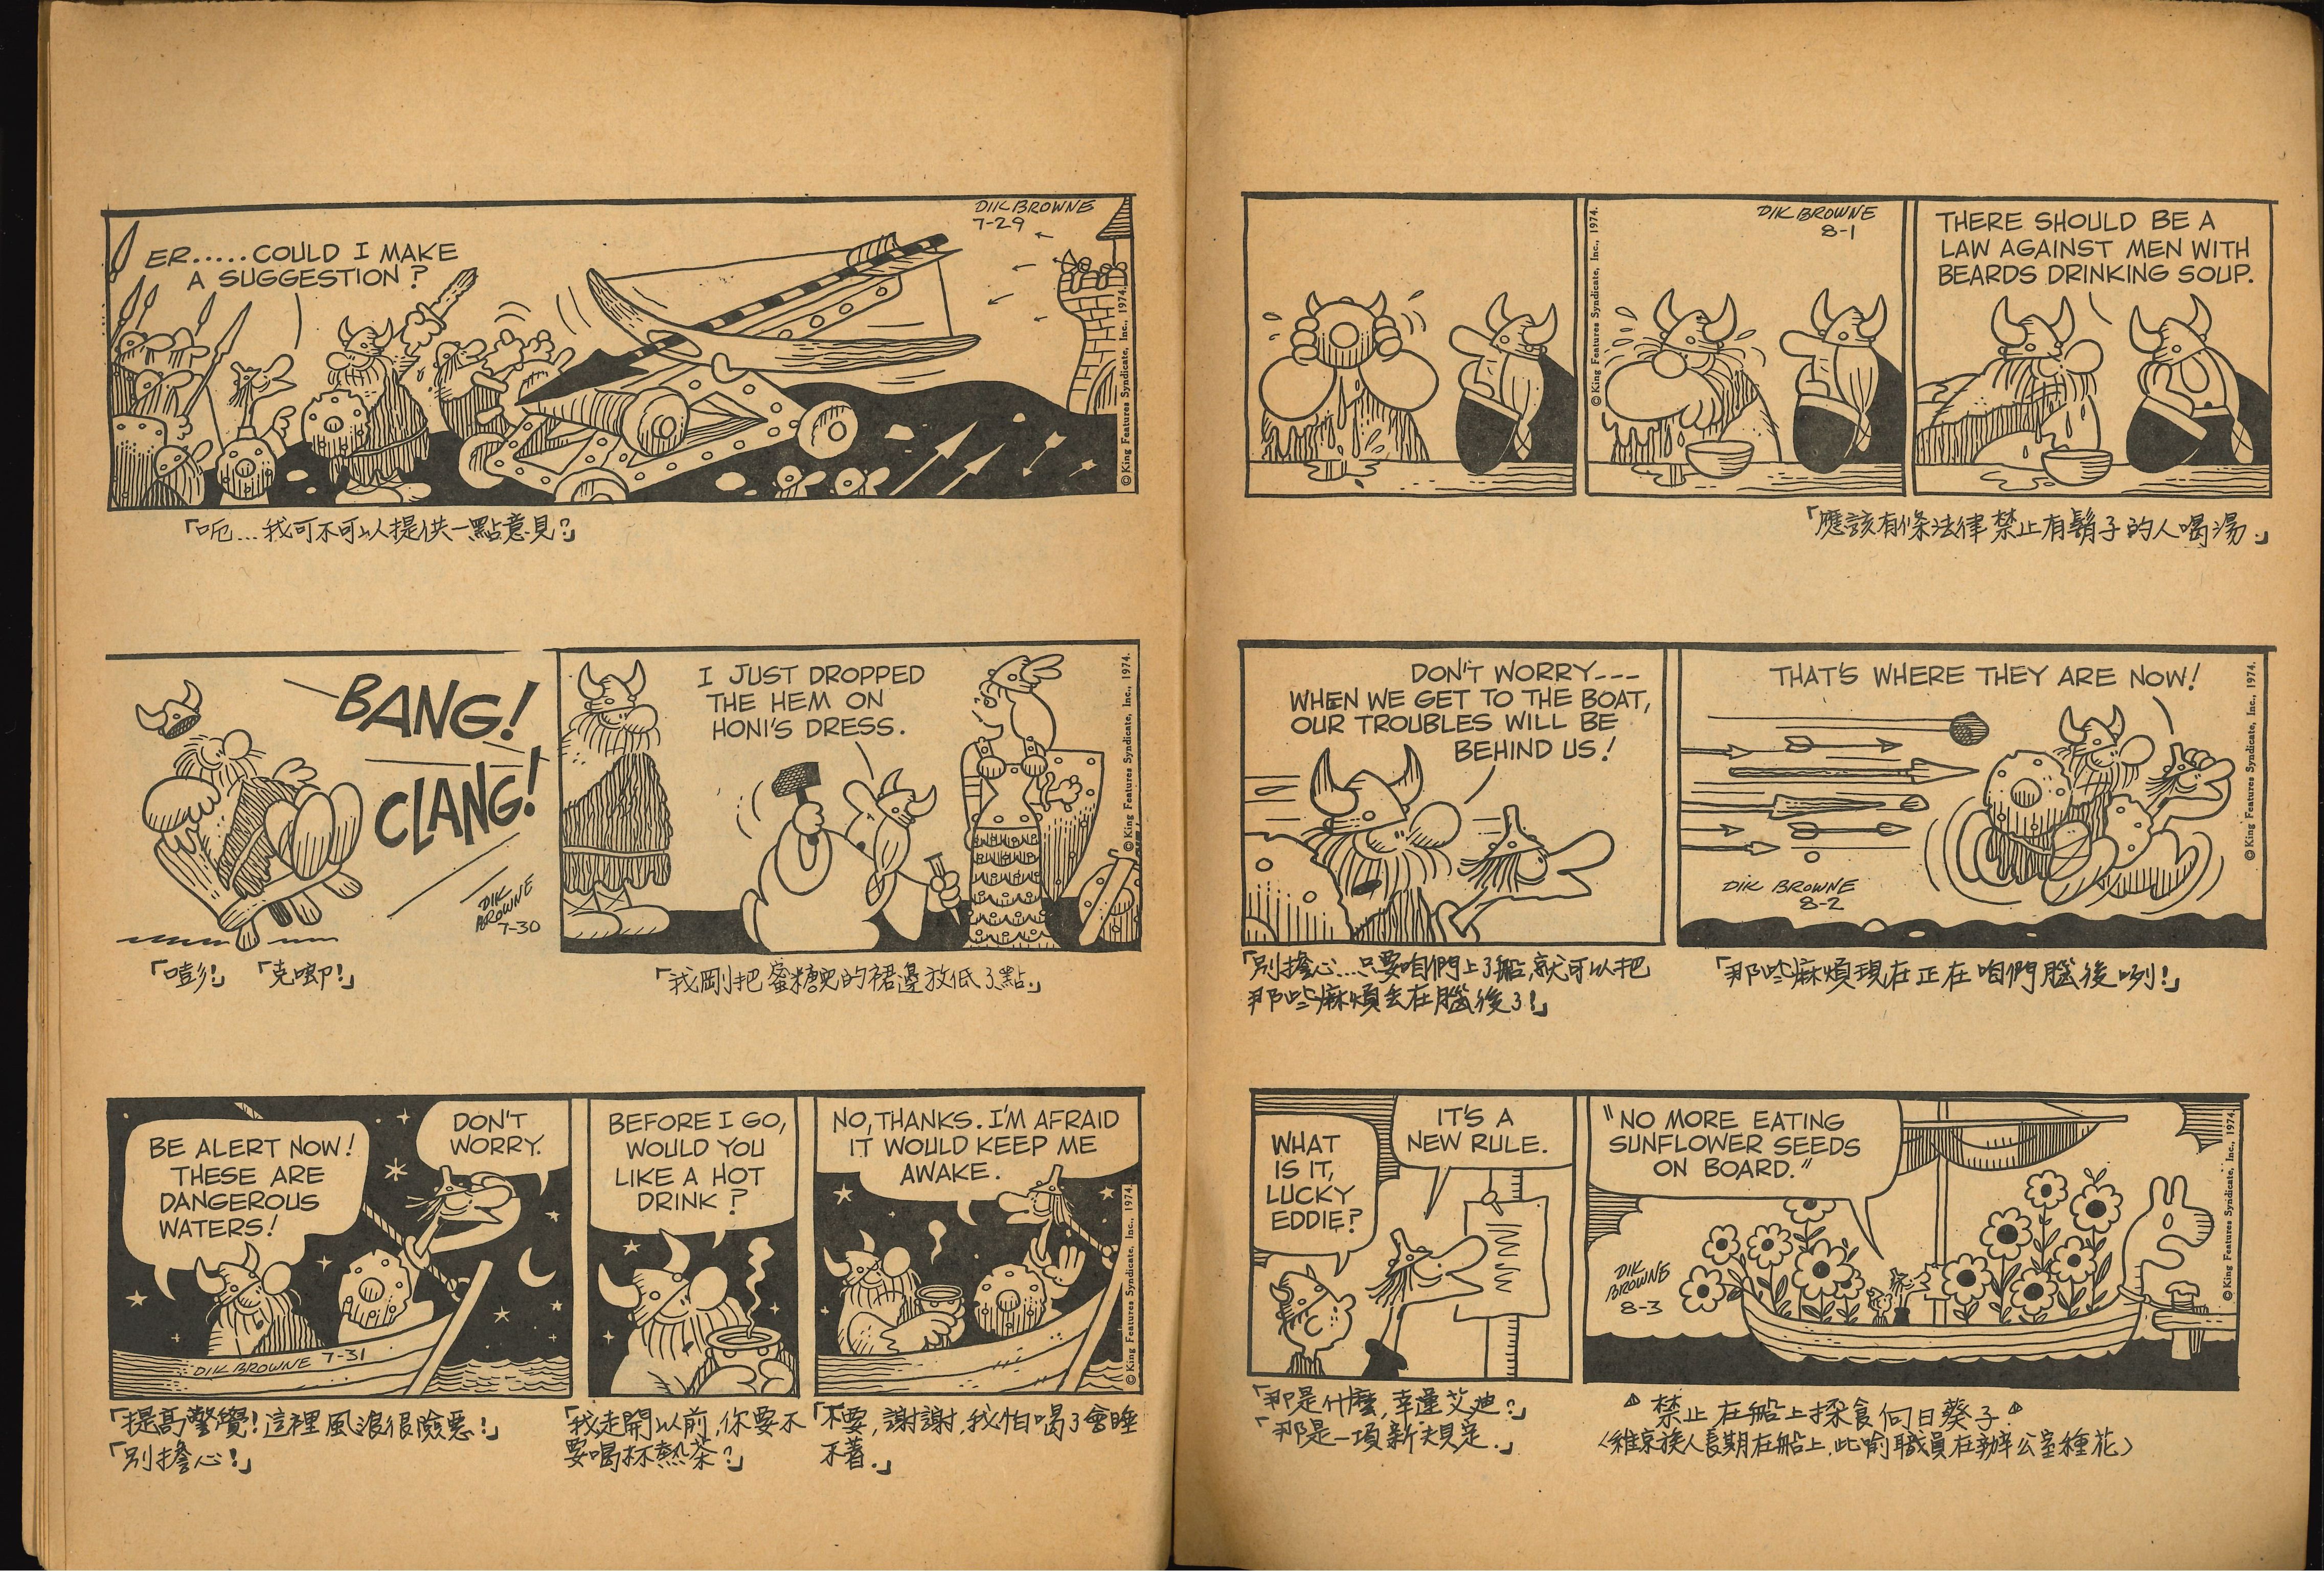 DIK BROWNE
7-29
ER.....COULD I MAKE
A SUGGESTION?
©King Features Syndicate, Inc., 1974.
「呃...我可不可以提供一點意見?」
BANG!
CLANG!
DIK
BROWNE
7-30
I JUST DROPPED
THE HEM ON
HONI'S DRESS.
©King Features Syndicate, Inc., 1974.
「嘭!」 「克啷!」
「我剛把蜜糖兒的裙邊放低了點.」
BE ALERT NOW!
THESE ARE
DANGEROUS
WATERS!
DON'T
WORRY.
DIK BROWNE 7-31
BEFORE I GO,
WOULD YOU
LIKE A HOT
DRINK?
NO, THANKS. I'M AFRAID
IT WOULD KEEP ME
AWAKE.
©King Features Syndicate, Inc., 1974.
「提高警覺!這裡風浪很險惡!」
「別擔心!」
「我走開以前,你要不
要喝杯熱茶?」
「不要,謝謝,我怕喝了會睡
不著.」
©King Features Syndicate, Inc., 1974.
DIK BROWNE
8-1
THERE SHOULD BE A
LAW AGAINST MEN WITH
BEARDS DRINKING SOUP.
「應該有條法律禁止有鬍子的人喝湯.」
DON'T WORRY---
WHEN WE GET TO THE BOAT,
OUR TROUBLES WILL BE
BEHIND US!
THAT'S WHERE THEY ARE NOW!
DIK BROWNE
8-2
©King Features Syndicate, Inc., 1974.
「別擔心...只要咱們上了船,就可以把
那些麻煩丟在腦後了!」
「那些麻煩現在正在咱們腦後咧!」
WHAT
IS IT,
LUCKY
EDDIE?
IT'S A
NEW RULE.
"NO MORE EATING
SUNFLOWER SEEDS
ON BOARD."
DIK
BROWNE
8-3
©King Features Syndicate, Inc., 1974.
「那是什麼,幸運艾迪?」
「那是一項新規定.」
禁止在船上採食向日葵子
(維京族人長期在船上,此喻職員在辦公室種花)